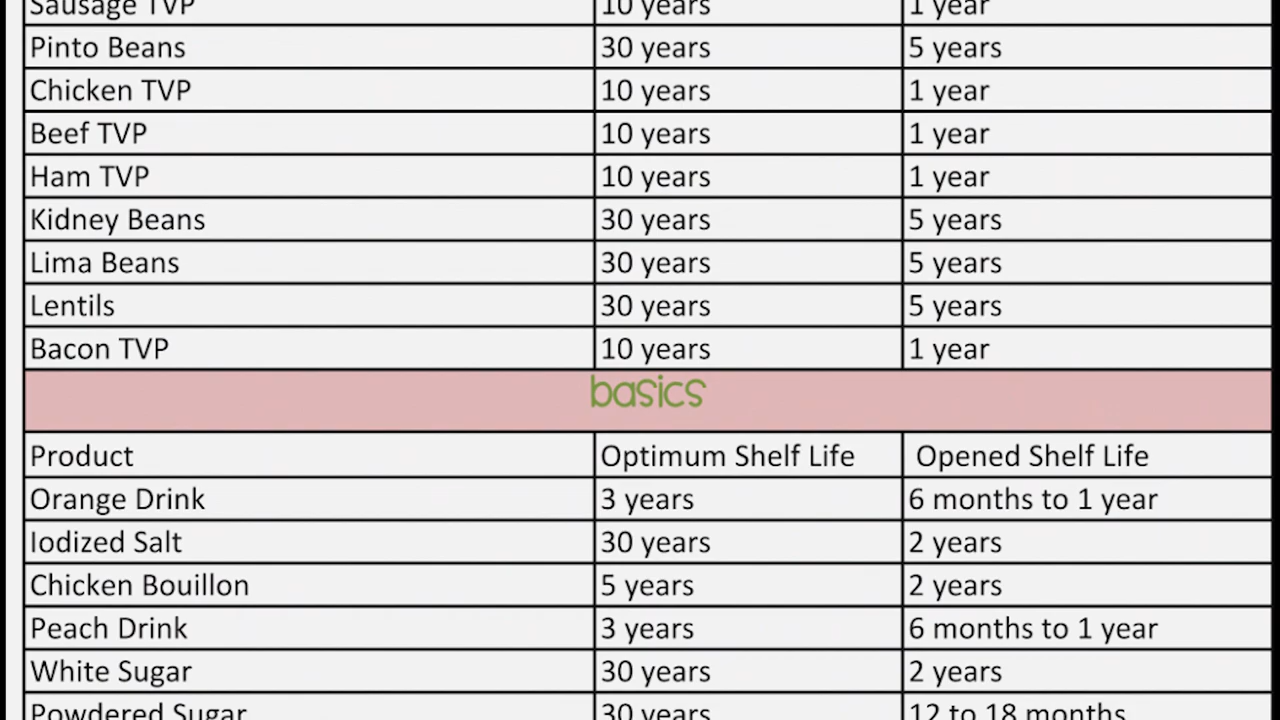 Sausage TVP 10 years 1 year
Pinto Beans 30 years 5 years
Chicken TVP 10 years 1 year
Beef TVP 10 years 1 year
Ham TVP 10 years 1 year
Kidney Beans 30 years 5 years
Lima Beans 30 years 5 years
Lentils 30 years 5 years
Bacon TVP 10 years 1 year
basics
Product Optimum Shelf Life Opened Shelf Life
Orange Drink 3 years 6 months to 1 year
Iodized Salt 30 years 2 years
Chicken Bouillon 5 years 2 years
Peach Drink 3 years 6 months to 1 year
White Sugar 30 years 2 years
Powdered Sugar 30 years 12 to 18 months